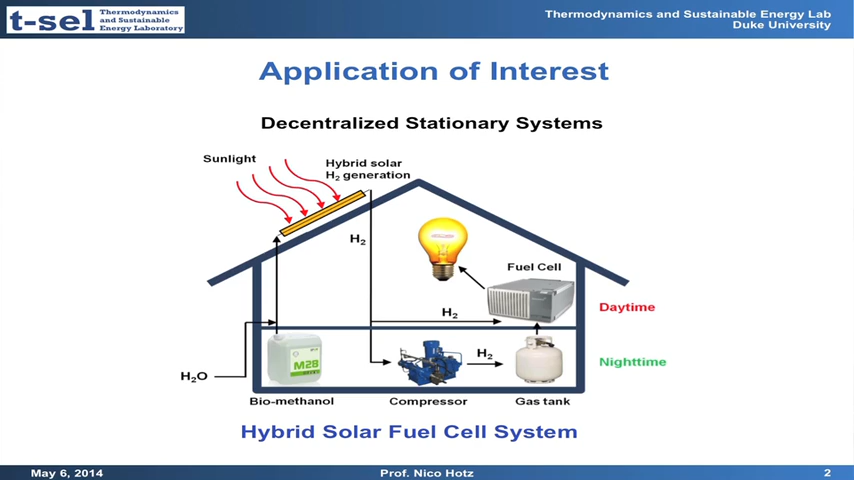 t-sel
Thermodynamics
and Sustainable
Energy Laboratory
Thermodynamics and Sustainable Energy Lab
Duke University
Application of Interest
Decentralized Stationary Systems
Sunlight
Hybrid solar
H₂ generation
H₂
Fuel Cell
Daytime
H₂
M28
H₂
Nighttime
H₂O
Bio-methanol
Compressor
Gas tank
Hybrid Solar Fuel Cell System
May 6, 2014
Prof. Nico Hotz
2